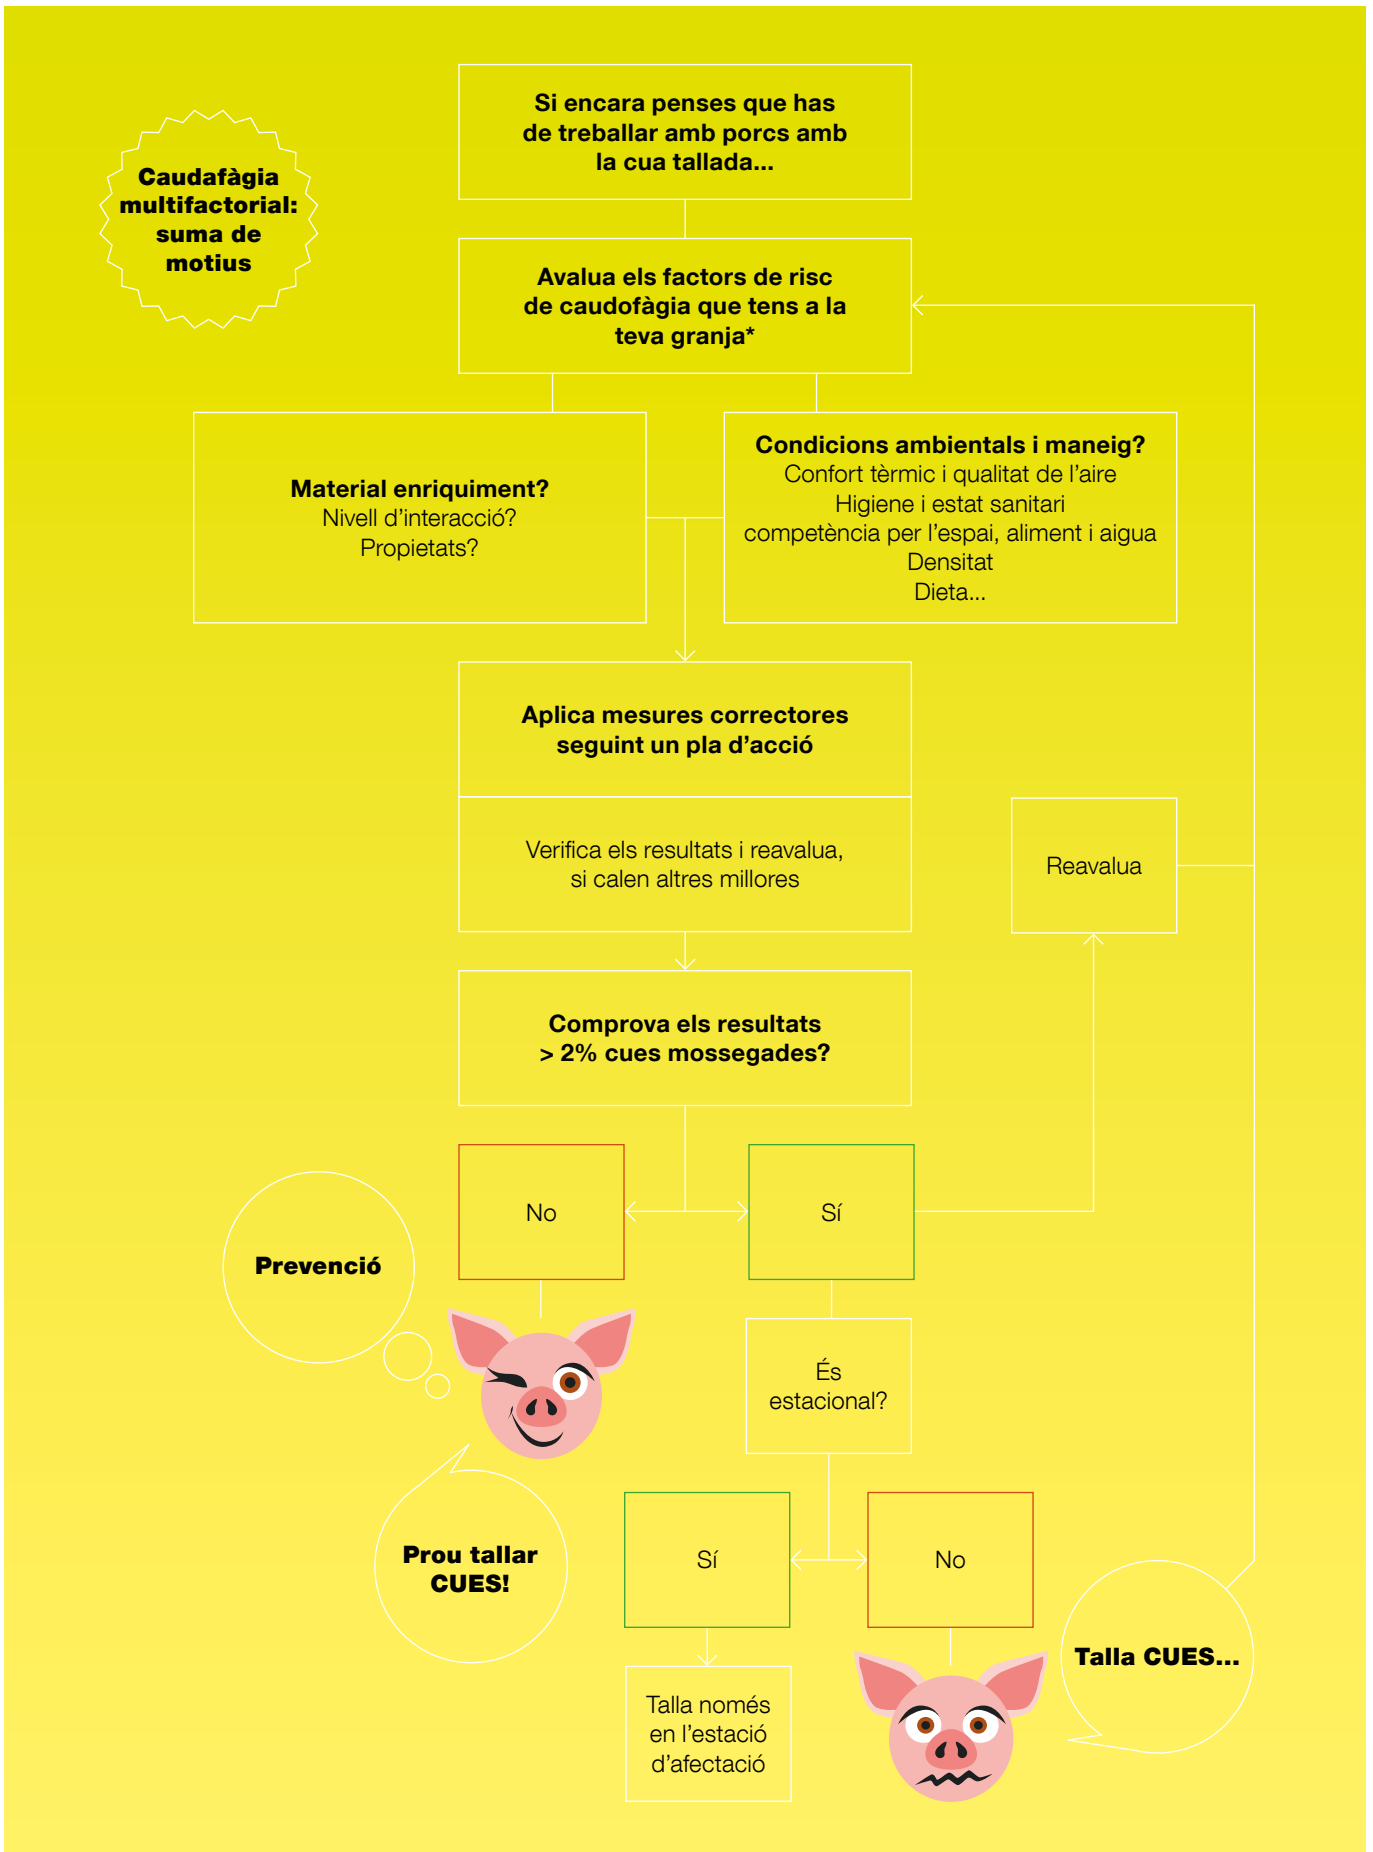 Si encara penses que has
de treballar amb porcs amb
la cua tallada...
Caudafàgia
multifactorial:
suma de
motius
Avalua els factors de risc
de caudofàgia que tens a la
teva granja*
Material enriquiment?
Nivell d’interacció?
Propietats?
Condicions ambientals i maneig?
Confort tèrmic i qualitat de l’aire
Higiene i estat sanitari
competència per l’espai, aliment i aigua
Densitat
Dieta...
Aplica mesures correctores
seguint un pla d’acció
Verifica els resultats i reavalua,
si calen altres millores
Reavalua
Comprova els resultats
> 2% cues mossegades?
No
Sí
Prevenció
És
estacional?
Prou tallar
CUES!
Sí
No
Talla CUES...
Talla només
en l’estació
d’afectació